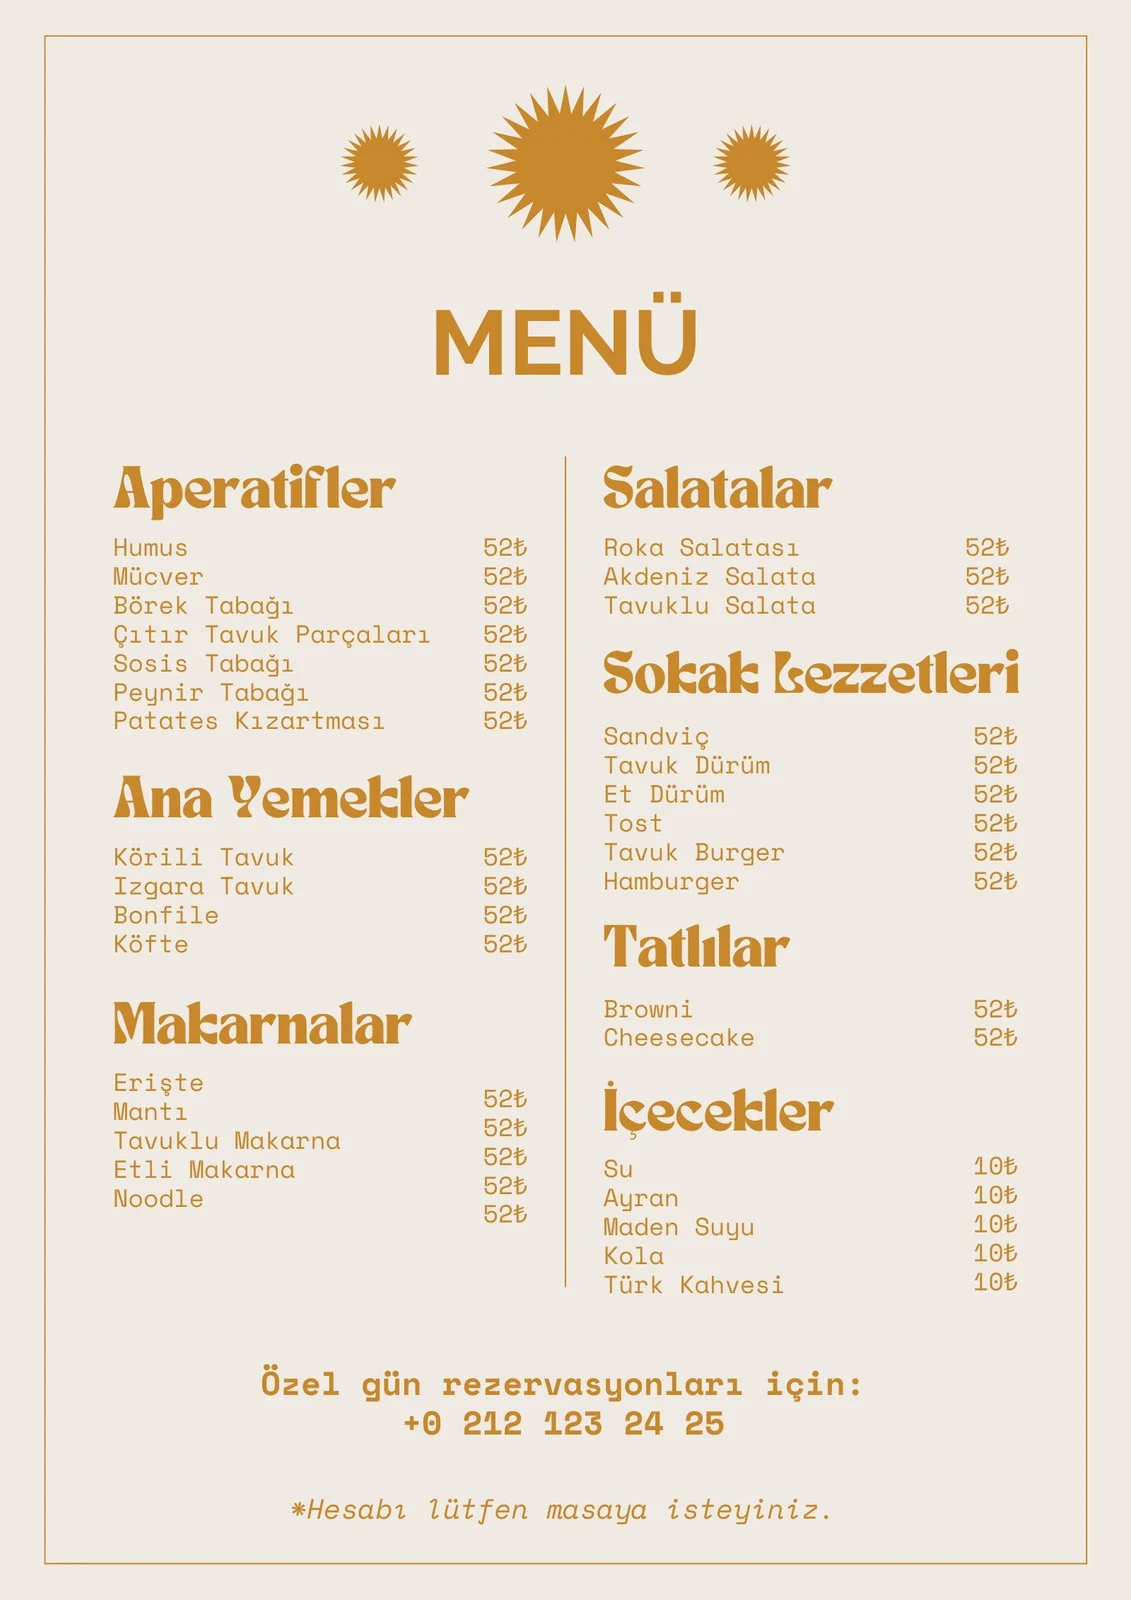 MENÜ
Aperatifler
Humus 52₺
Mücver 52₺
Börek Tabağı 52₺
Çıtır Tavuk Parçaları 52₺
Sosis Tabağı 52₺
Peynir Tabağı 52₺
Patates Kızartması 52₺
Ana Yemekler
Körili Tavuk 52₺
Izgara Tavuk 52₺
Bonfile 52₺
Köfte 52₺
Makarnalar
Erişte 52₺
Mantı 52₺
Tavuklu Makarna 52₺
Etli Makarna 52₺
Noodle 52₺
Salatalar
Roka Salatası 52₺
Akdeniz Salata 52₺
Tavuklu Salata 52₺
Sokak Lezzetleri
Sandviç 52₺
Tavuk Dürüm 52₺
Et Dürüm 52₺
Tost 52₺
Tavuk Burger 52₺
Hamburger 52₺
Tatlılar
Browni 52₺
Cheesecake 52₺
İçecekler
Su 10₺
Ayran 10₺
Maden Suyu 10₺
Kola 10₺
Türk Kahvesi 10₺
Özel gün rezervasyonları için:
+0 212 123 24 25
*Hesabı lütfen masaya isteyiniz.